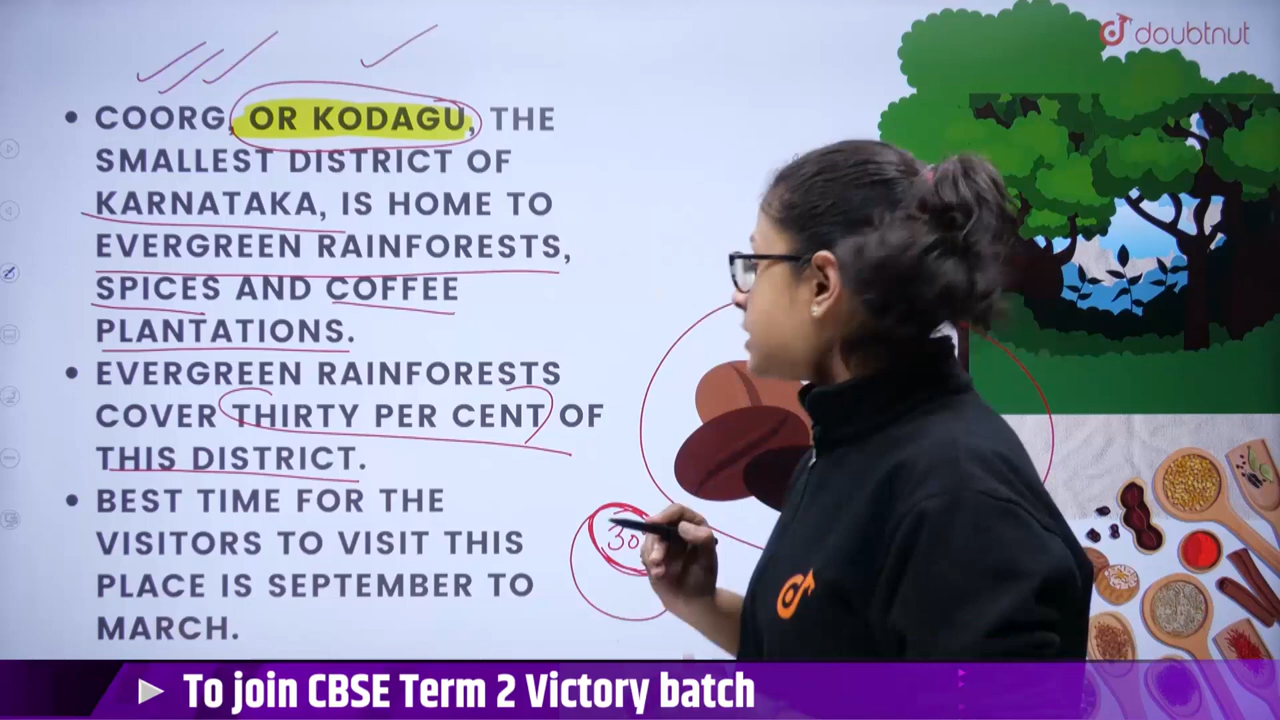 doubtnut
• COORG, OR KODAGU, THE
SMALLEST DISTRICT OF
KARNATAKA, IS HOME TO
EVERGREEN RAINFORESTS,
SPICES AND COFFEE
PLANTATIONS.
• EVERGREEN RAINFORESTS
COVER THIRTY PER CENT OF
THIS DISTRICT.
• BEST TIME FOR THE
VISITORS TO VISIT THIS
PLACE IS SEPTEMBER TO
MARCH.
30
To join CBSE Term 2 Victory batch